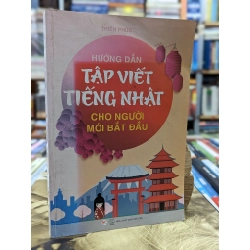 HƯỚNG DẪN
TẬP VIẾT
TIẾNG NHẬT
CHO NGƯỜI
MỚI BẮT ĐẦU